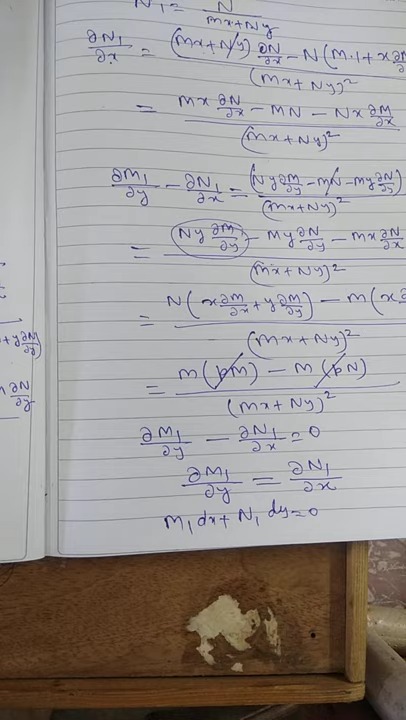 N₁ = N / (mx+Ny)
∂N₁/∂x = (mx+Ny) ∂N/∂x - N(M·1 + x∂M / (mx+Ny)²
= mx ∂N/∂x - MN - Nx ∂M/∂x / (mx+Ny)²
∂M₁/∂y - ∂N₁/∂x = (Ny ∂M/∂y - mN - my ∂N/∂y) / (mx+Ny)²
= Ny ∂M/∂y - My ∂N/∂y - mx ∂N/∂x / (mx+Ny)²
= N(x ∂M/∂x + y ∂M/∂y) - M(x / (mx+Ny)²
= m(pM) - M(pN) / (mx+Ny)²
∂M₁/∂y - ∂N₁/∂x = 0
∂M₁/∂y = ∂N₁/∂x
M₁dx + N₁dy = 0
+ y ∂N/∂y)
∂N/∂y